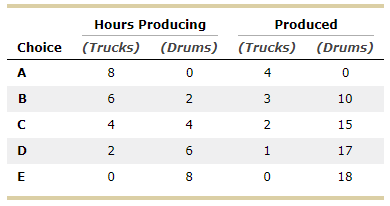 Hours Producing Produced
Choice (Trucks) (Drums) (Trucks) (Drums)
A 8 0 4 0
B 6 2 3 10
C 4 4 2 15
D 2 6 1 17
E 0 8 0 18